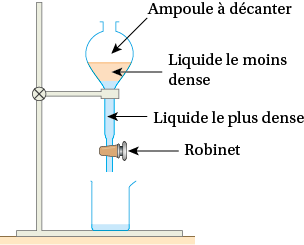 Ampoule à décanter
Liquide le moins
dense
Liquide le plus dense
Robinet